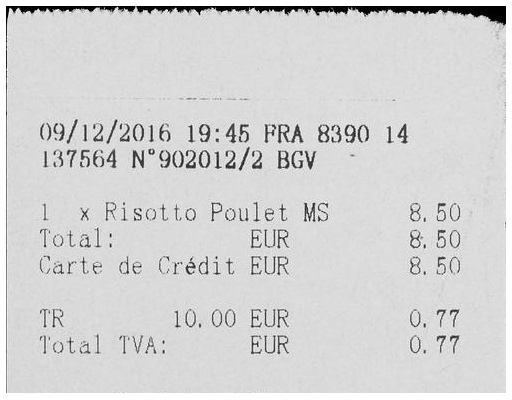 09/12/2016 19:45 FRA 8390 14
137564 N°902012/2 BGV
1 x Risotto Poulet MS 8,50
Total: EUR 8,50
Carte de Crédit EUR 8,50
TR 10,00 EUR 0,77
Total TVA: EUR 0,77